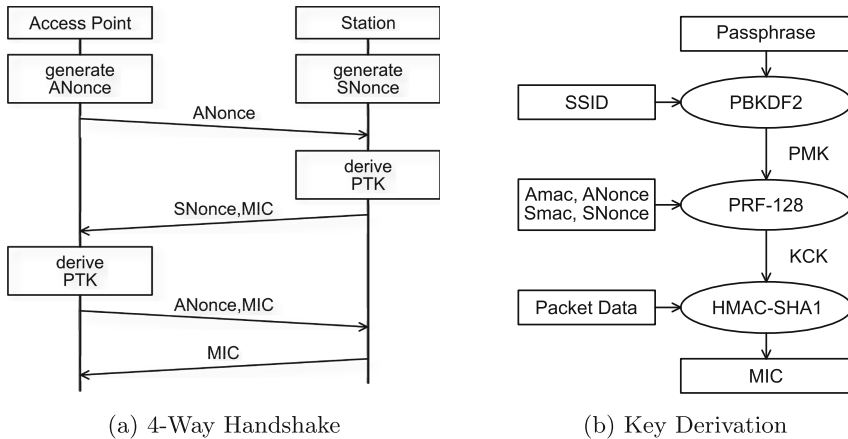 Access Point
Station
generate
ANonce
generate
SNonce
ANonce
derive
PTK
SNonce,MIC
derive
PTK
ANonce,MIC
MIC
(a) 4-Way Handshake
Passphrase
SSID
PBKDF2
PMK
Amac, ANonce
Smac, SNonce
PRF-128
KCK
Packet Data
HMAC-SHA1
MIC
(b) Key Derivation